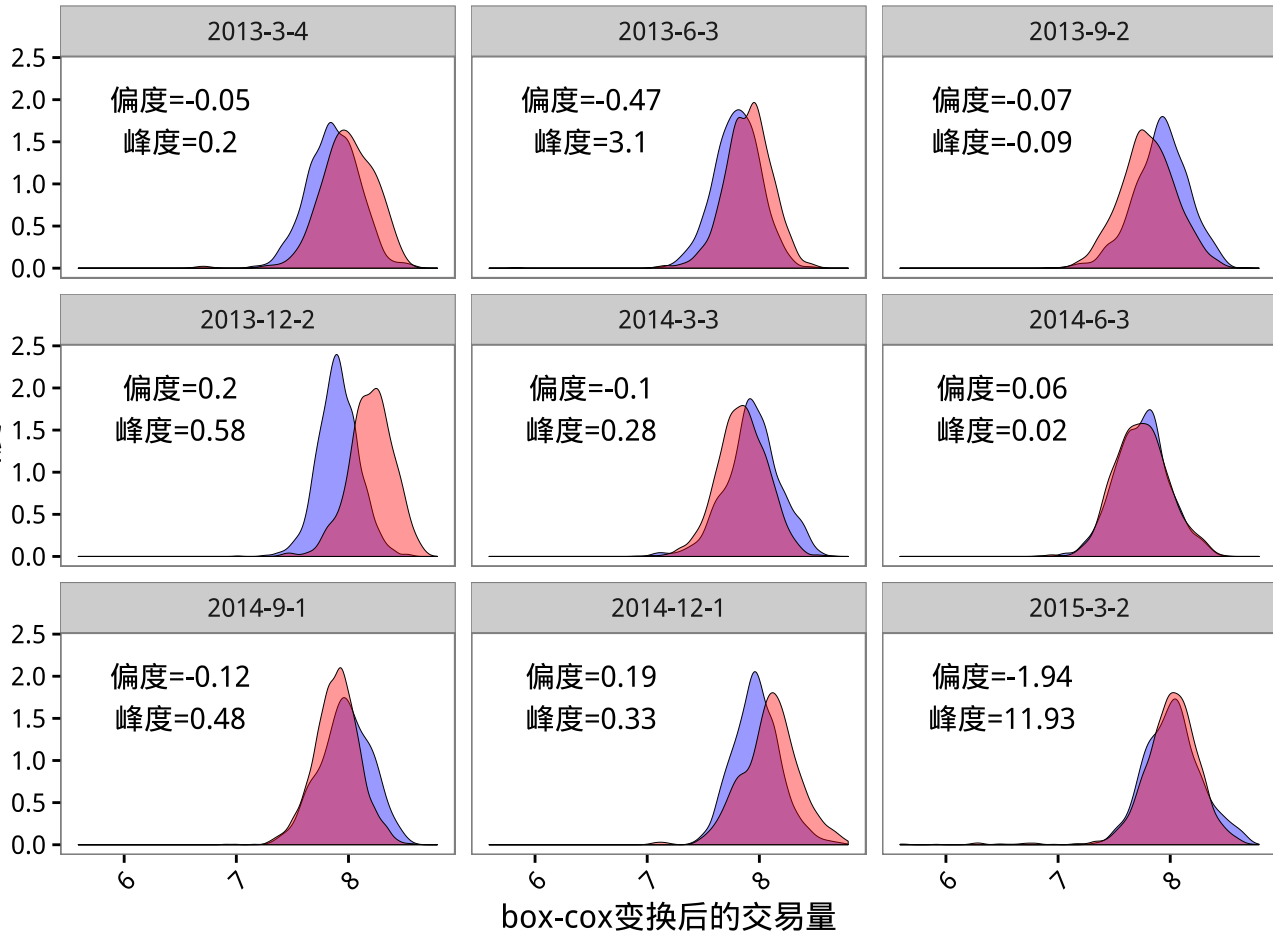 2013-3-4 2013-6-3 2013-9-2
2.5
2.0
1.5
1.0
0.5
0.0
偏度=-0.05
峰度=0.2
偏度=-0.47
峰度=3.1
偏度=-0.07
峰度=-0.09
2013-12-2 2014-3-3 2014-6-3
2.5
2.0
1.5
1.0
0.5
0.0
偏度=0.2
峰度=0.58
偏度=-0.1
峰度=0.28
偏度=0.06
峰度=0.02
2014-9-1 2014-12-1 2015-3-2
2.5
2.0
1.5
1.0
0.5
0.0
偏度=-0.12
峰度=0.48
偏度=0.19
峰度=0.33
偏度=-1.94
峰度=11.93
6 7 8 6 7 8 6 7 8
box-cox变换后的交易量